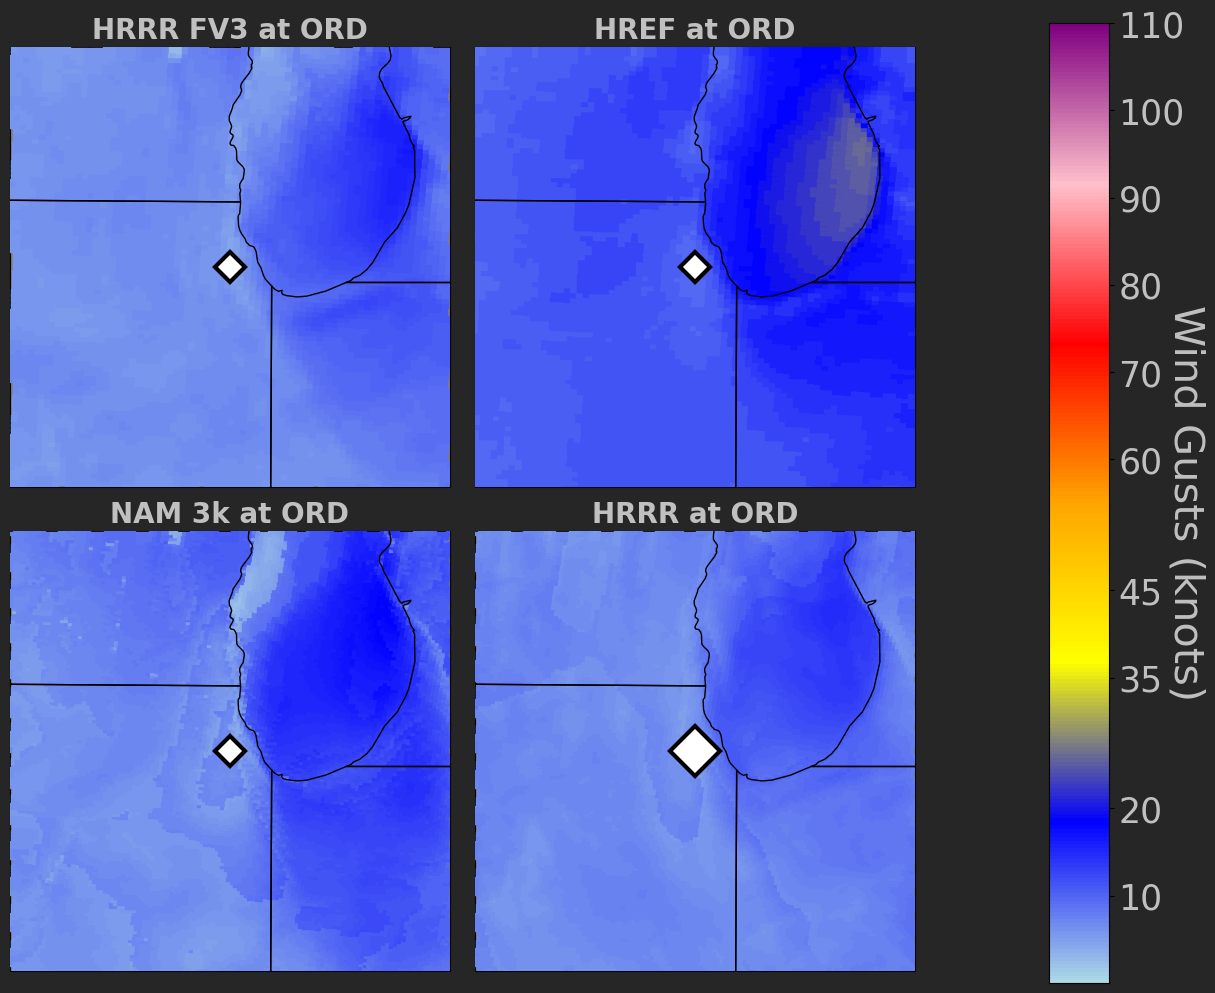 HRRR FV3 at ORD
HREF at ORD
NAM 3k at ORD
HRRR at ORD
110
100
90
80
70
60
45
35
20
10
Wind Gusts (knots)